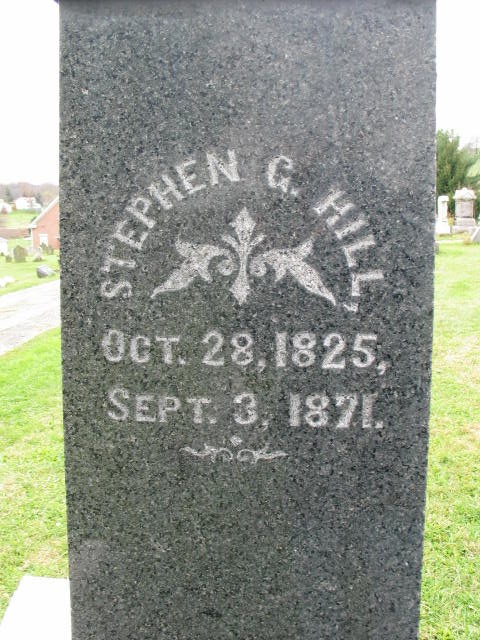 STEPHEN G. HILL,
OCT. 28, 1825,
SEPT. 3, 1871.